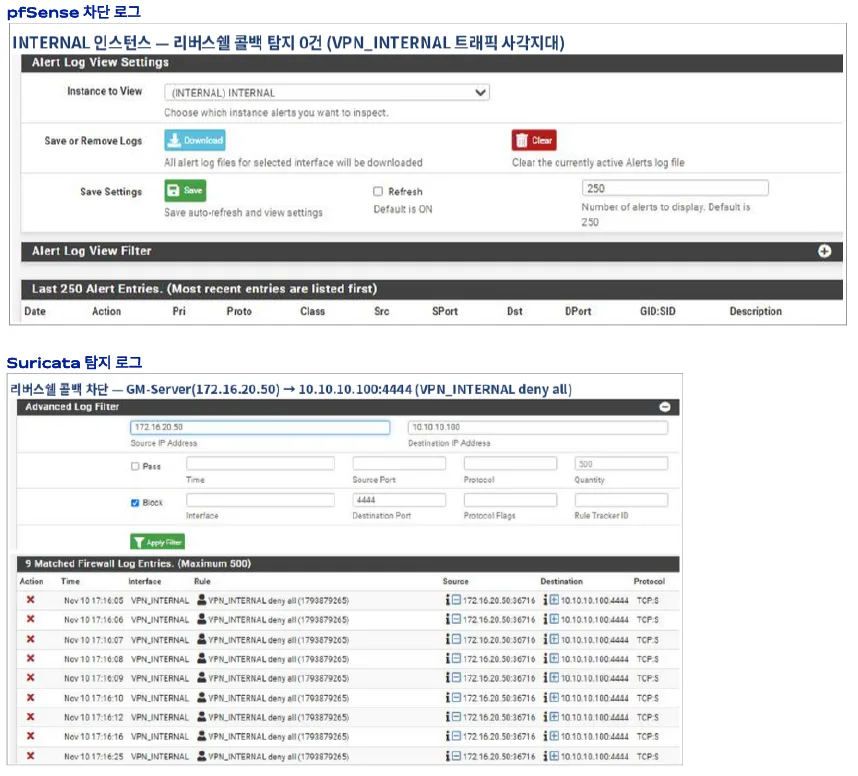 pfSense 차단 로그
INTERNAL 인스턴스 — 리버스쉘 콜백 탐지 0건 (VPN_INTERNAL 트래픽 사각지대)
Alert Log View Settings
Instance to View (INTERNAL) INTERNAL
Choose which instance alerts you want to inspect.
Save or Remove Logs Download Clear
All alert log files for selected interface will be downloaded Clear the currently active Alerts log file
Save Settings Save Refresh 250
Save auto-refresh and view settings Default is ON Number of alerts to display. Default is
250
Alert Log View Filter
Last 250 Alert Entries. (Most recent entries are listed first)
Date Action Pri Proto Class Src SPort Dst DPort GID:SID Description
Suricata 탐지 로그
리버스쉘 콜백 차단 — GM-Server(172.16.20.50) → 10.10.10.100:4444 (VPN_INTERNAL deny all)
Advanced Log Filter
172.16.20.50 10.10.10.100
Source IP Address Destination IP Address
Pass 500
Time Source Port Protocol Quantity
Block 4444
Interface Destination Port Protocol Flags Rule Tracker ID
Apply Filter
9 Matched Firewall Log Entries. (Maximum 500)
Action Time Interface Rule Source Destination Protocol
Nov 10 17:16:05 VPN_INTERNAL VPN_INTERNAL deny all (1793879265) 172.16.20.50:36716 10.10.10.100:4444 TCP:S
Nov 10 17:16:06 VPN_INTERNAL VPN_INTERNAL deny all (1793879265) 172.16.20.50:36716 10.10.10.100:4444 TCP:S
Nov 10 17:16:07 VPN_INTERNAL VPN_INTERNAL deny all (1793879265) 172.16.20.50:36716 10.10.10.100:4444 TCP:S
Nov 10 17:16:08 VPN_INTERNAL VPN_INTERNAL deny all (1793879265) 172.16.20.50:36716 10.10.10.100:4444 TCP:S
Nov 10 17:16:09 VPN_INTERNAL VPN_INTERNAL deny all (1793879265) 172.16.20.50:36716 10.10.10.100:4444 TCP:S
Nov 10 17:16:10 VPN_INTERNAL VPN_INTERNAL deny all (1793879265) 172.16.20.50:36716 10.10.10.100:4444 TCP:S
Nov 10 17:16:12 VPN_INTERNAL VPN_INTERNAL deny all (1793879265) 172.16.20.50:36716 10.10.10.100:4444 TCP:S
Nov 10 17:16:16 VPN_INTERNAL VPN_INTERNAL deny all (1793879265) 172.16.20.50:36716 10.10.10.100:4444 TCP:S
Nov 10 17:16:25 VPN_INTERNAL VPN_INTERNAL deny all (1793879265) 172.16.20.50:36716 10.10.10.100:4444 TCP:S